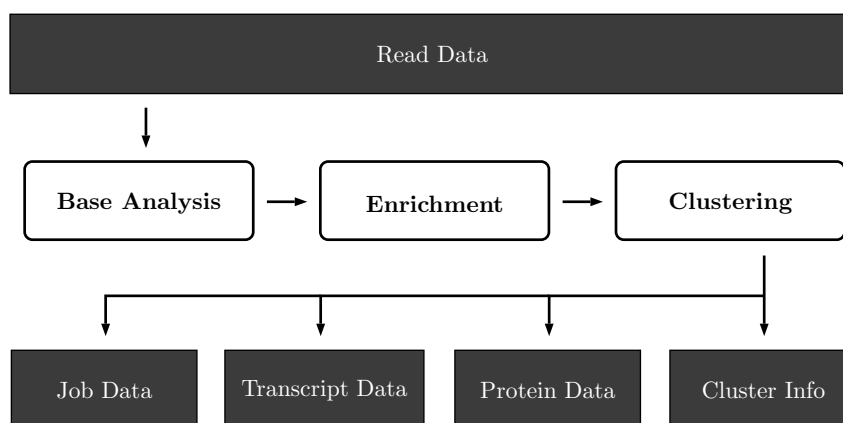 Read Data
Base Analysis
Enrichment
Clustering
Job Data
Transcript Data
Protein Data
Cluster Info